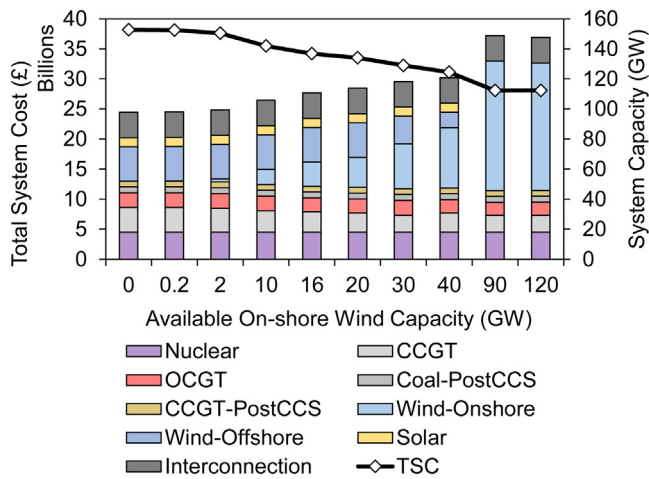 Total System Cost (£)
Billions
40
35
30
25
20
15
10
5
0
160
140
120
100
80
60
40
20
0
System Capacity (GW)
0 0.2 2 10 16 20 30 40 90 120
Available On-shore Wind Capacity (GW)
Nuclear CCGT
OCGT Coal-PostCCS
CCGT-PostCCS Wind-Onshore
Wind-Offshore Solar
Interconnection TSC